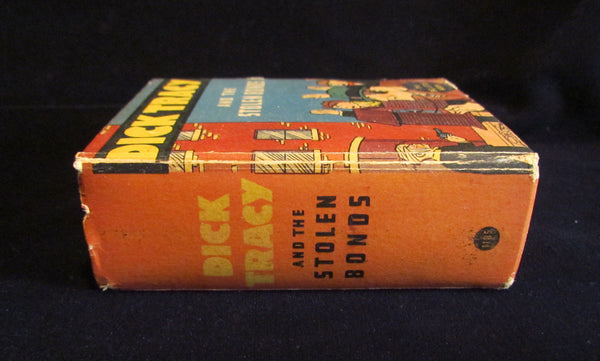 DICK TRACY
AND THE
STOLEN BONDS
DICK
TRACY
AND THE
STOLEN
BONDS